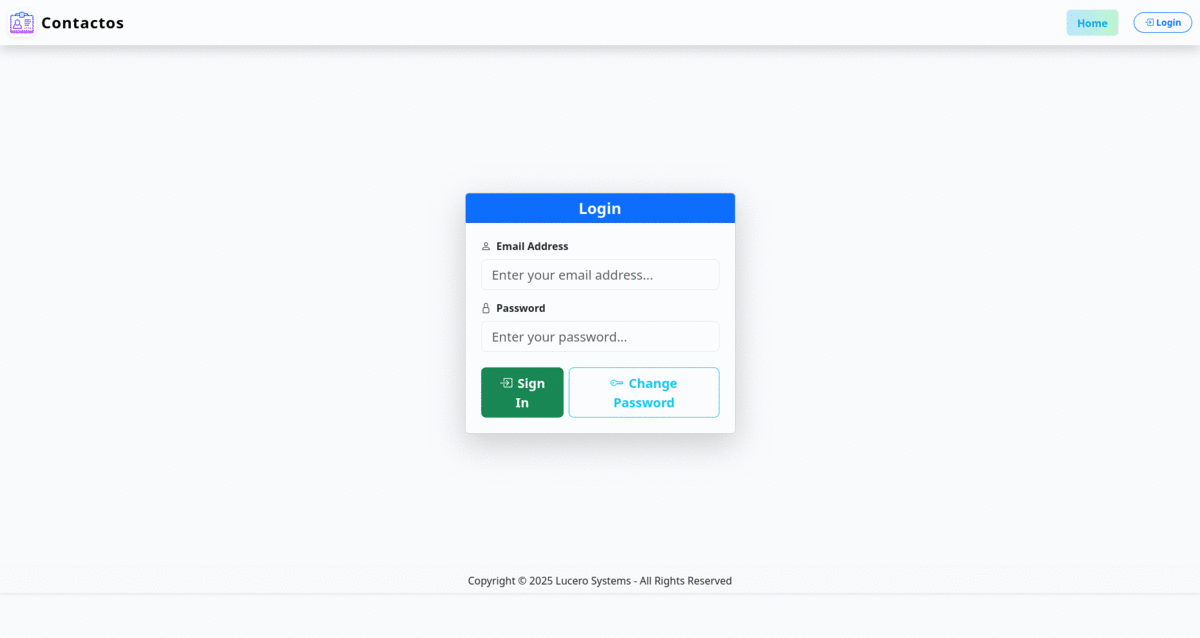 Contactos
Home
Login
Login
Email Address
Enter your email address...
Password
Enter your password...
Sign
In
Change
Password
Copyright © 2025 Lucero Systems - All Rights Reserved